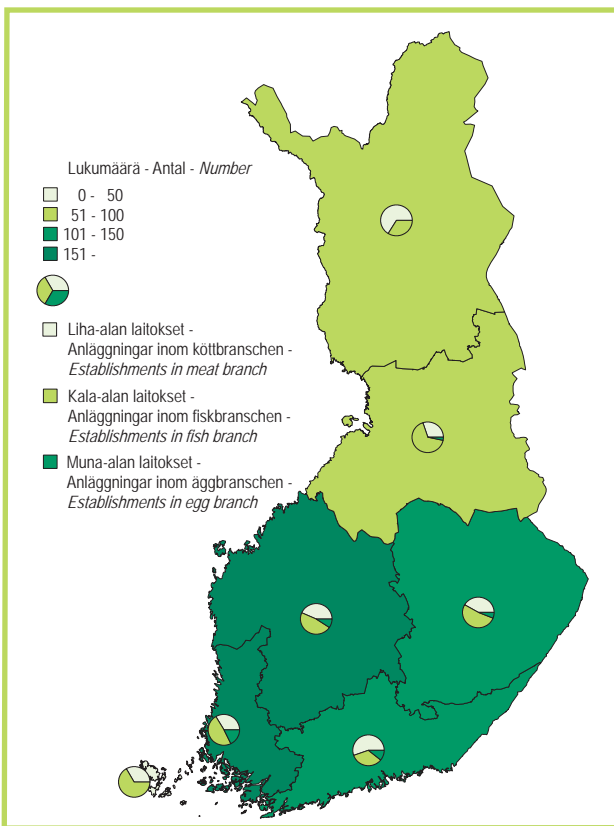 Lukumäärä - Antal - Number
0 - 50
51 - 100
101 - 150
151 -
Liha-alan laitokset -
Anläggningar inom köttbranschen -
Establishments in meat branch
Kala-alan laitokset -
Anläggningar inom fiskbranschen -
Establishments in fish branch
Muna-alan laitokset -
Anläggningar inom äggbranschen -
Establishments in egg branch